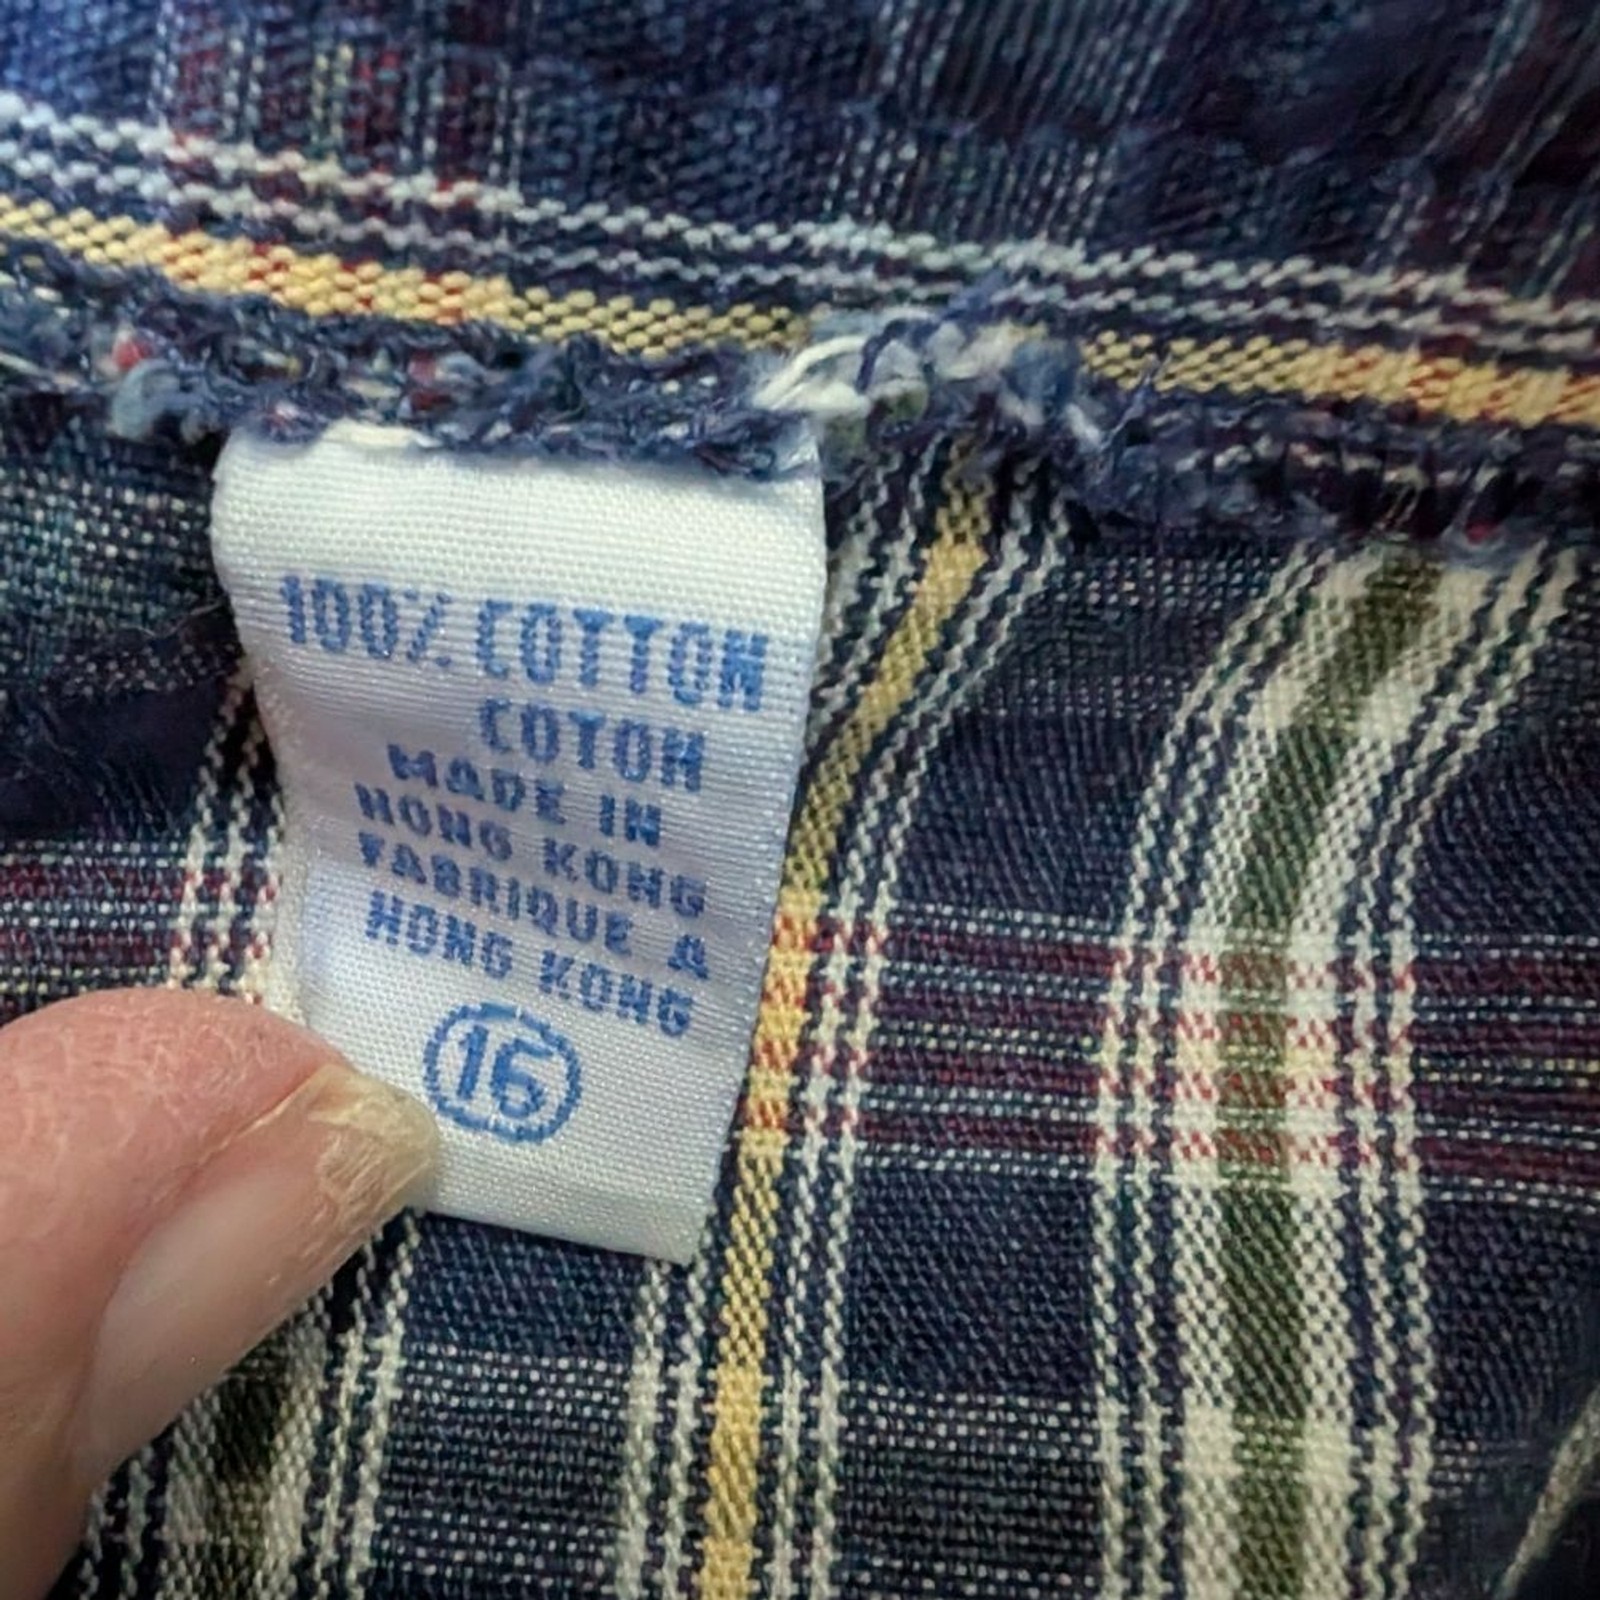 100% COTTON
COTON
MADE IN
HONG KONG
FABRIQUE A
HONG KONG
16